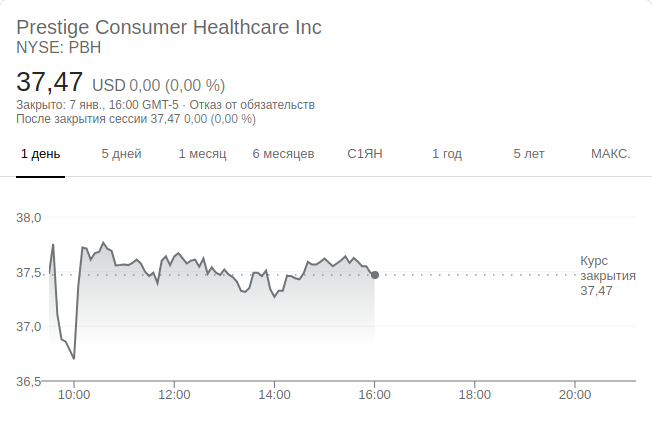 Prestige Consumer Healthcare Inc
NYSE: PBH
37,47 USD 0,00 (0,00 %)
Закрыто: 7 янв., 16:00 GMT-5 · Отказ от обязательств
После закрытия сессии 37,47 0,00 (0,00 %)
1 день 5 дней 1 месяц 6 месяцев С1ЯН 1 год 5 лет МАКС.
38,0
37,5
37,0
36,5
Курс
закрытия
37,47
10:00 12:00 14:00 16:00 18:00 20:00